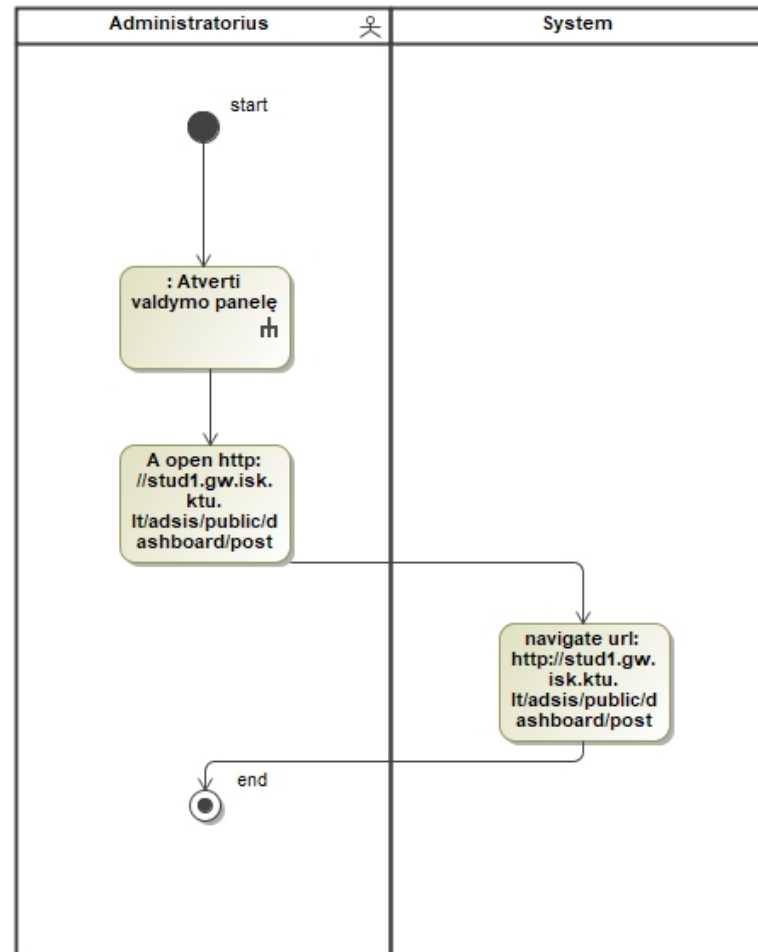 Administratorius
System
start
: Atverti
valdymo panelę
A open http:
//stud1.gw.isk.
ktu.
lt/adsis/public/d
ashboard/post
navigate url:
http://stud1.gw.
isk.ktu.
lt/adsis/public/d
ashboard/post
end